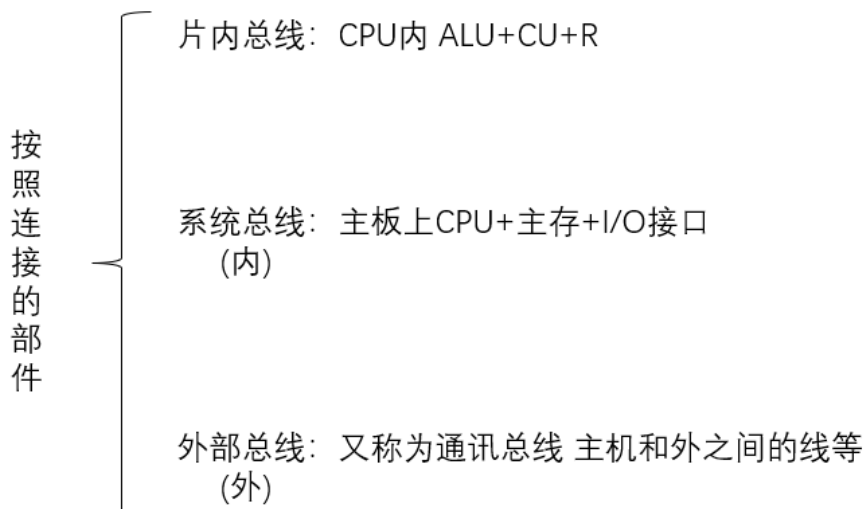 按照连接的部件
片内总线：CPU内 ALU+CU+R
系统总线：主板上CPU+主存+I/O接口
(内)
外部总线：又称为通讯总线 主机和外之间的线等
(外)